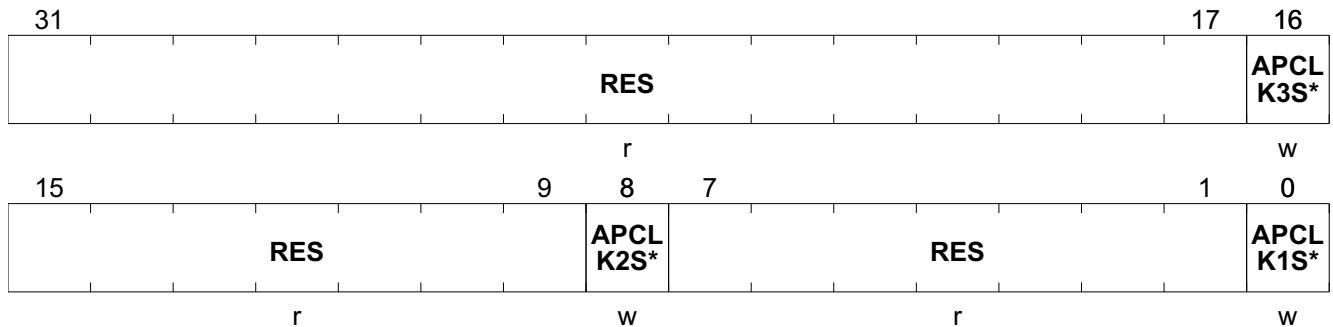 31 17 16
RES APCL
K3S*
r w
15 9 8 7 1 0
RES APCL
K2S* RES APCL
K1S*
r w r w